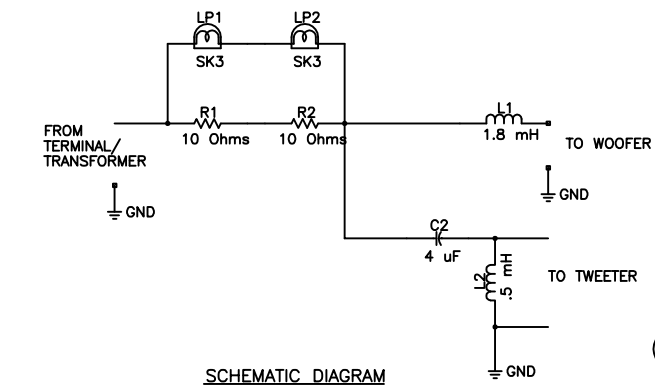 LP1
LP2
SK3
SK3
R1
R2
L1
10 Ohms
10 Ohms
1.8 mH
FROM
TERMINAL/
TRANSFORMER
TO WOOFER
GND
GND
C2
4 uF
L2
.5 mH
TO TWEETER
GND
SCHEMATIC DIAGRAM